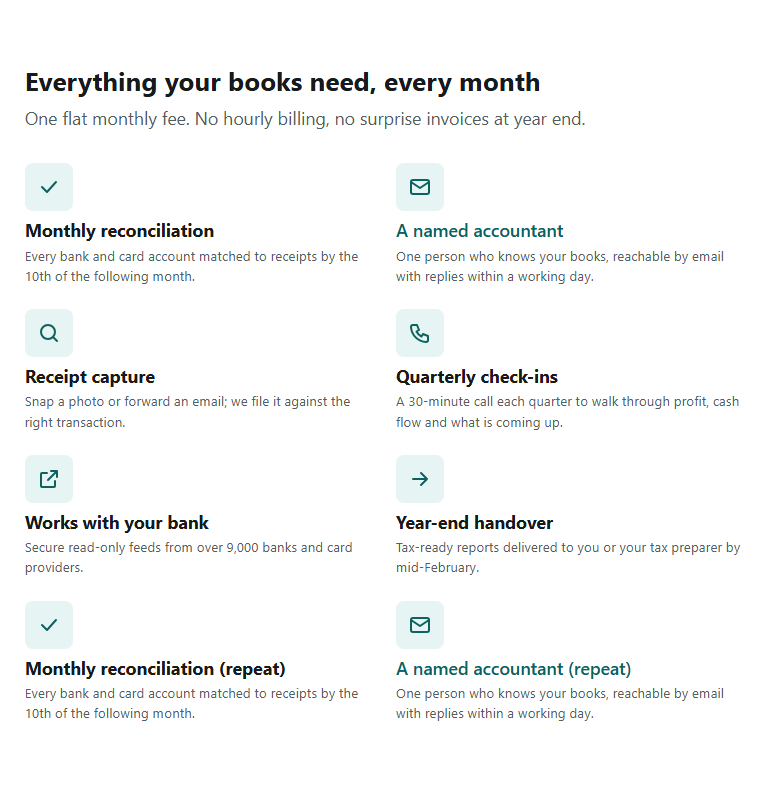 Everything your books need, every month
One flat monthly fee. No hourly billing, no surprise invoices at year end.
Monthly reconciliation
Every bank and card account matched to receipts by the
10th of the following month.
A named accountant
One person who knows your books, reachable by email
with replies within a working day.
Receipt capture
Snap a photo or forward an email; we file it against the
right transaction.
Quarterly check-ins
A 30-minute call each quarter to walk through profit, cash
flow and what is coming up.
Works with your bank
Secure read-only feeds from over 9,000 banks and card
providers.
Year-end handover
Tax-ready reports delivered to you or your tax preparer by
mid-February.
Monthly reconciliation (repeat)
Every bank and card account matched to receipts by the
10th of the following month.
A named accountant (repeat)
One person who knows your books, reachable by email
with replies within a working day.